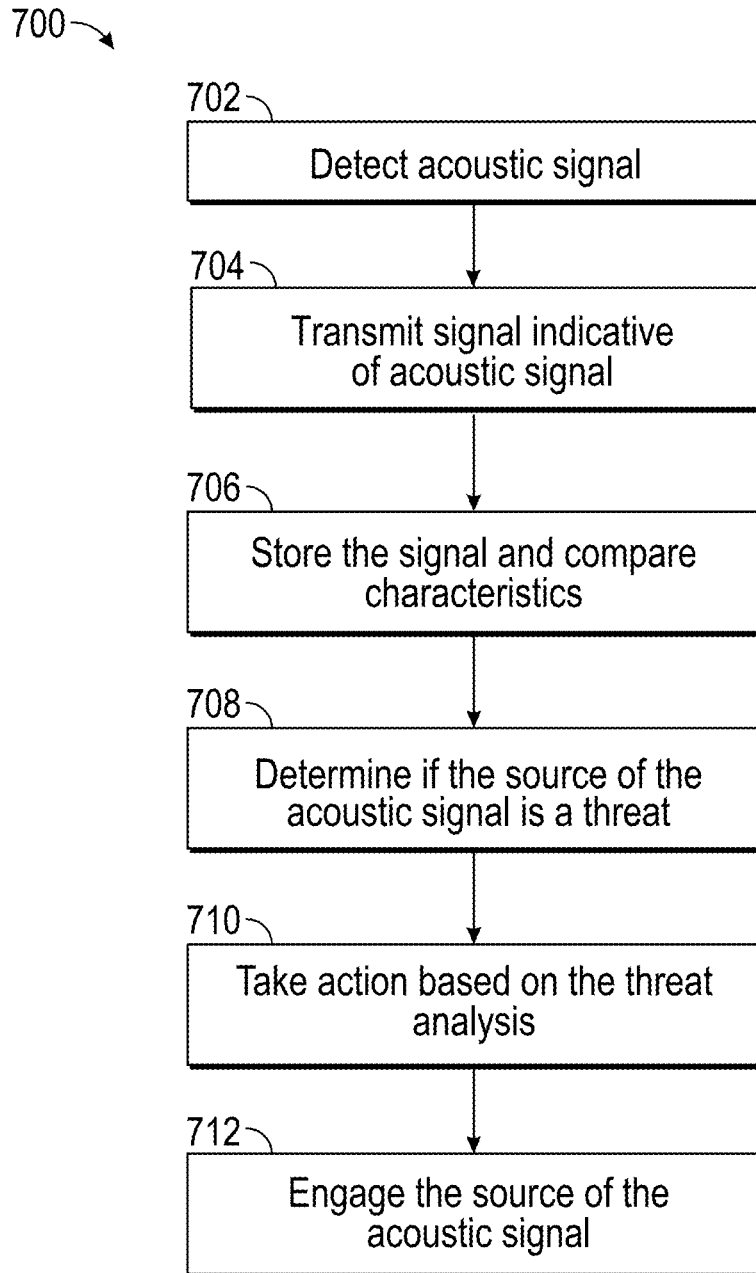 700
702
Detect acoustic signal
704
Transmit signal indicative
of acoustic signal
706
Store the signal and compare
characteristics
708
Determine if the source of the
acoustic signal is a threat
710
Take action based on the threat
analysis
712
Engage the source of the
acoustic signal